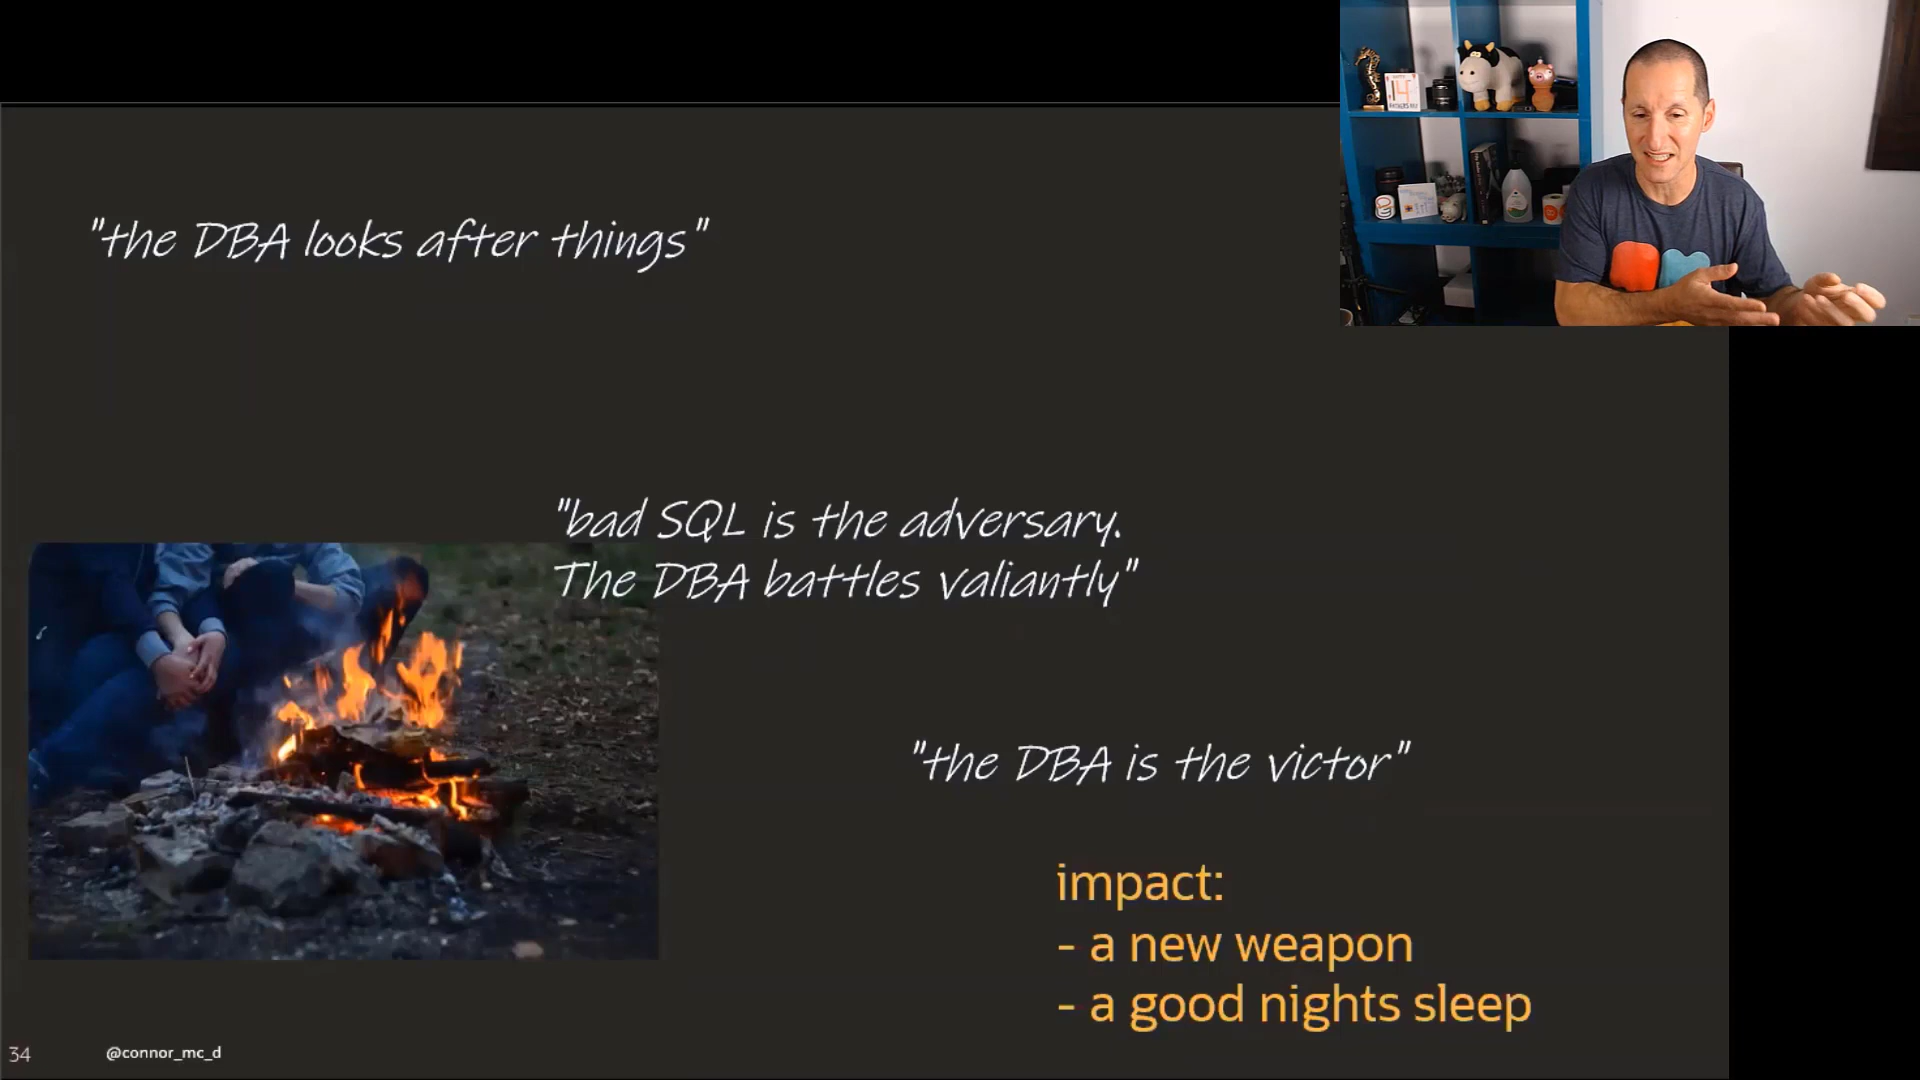 "the DBA looks after things"
"bad SQL is the adversary.
The DBA battles valiantly"
"the DBA is the victor"
impact:
- a new weapon
- a good nights sleep
34
@connor_mc_d